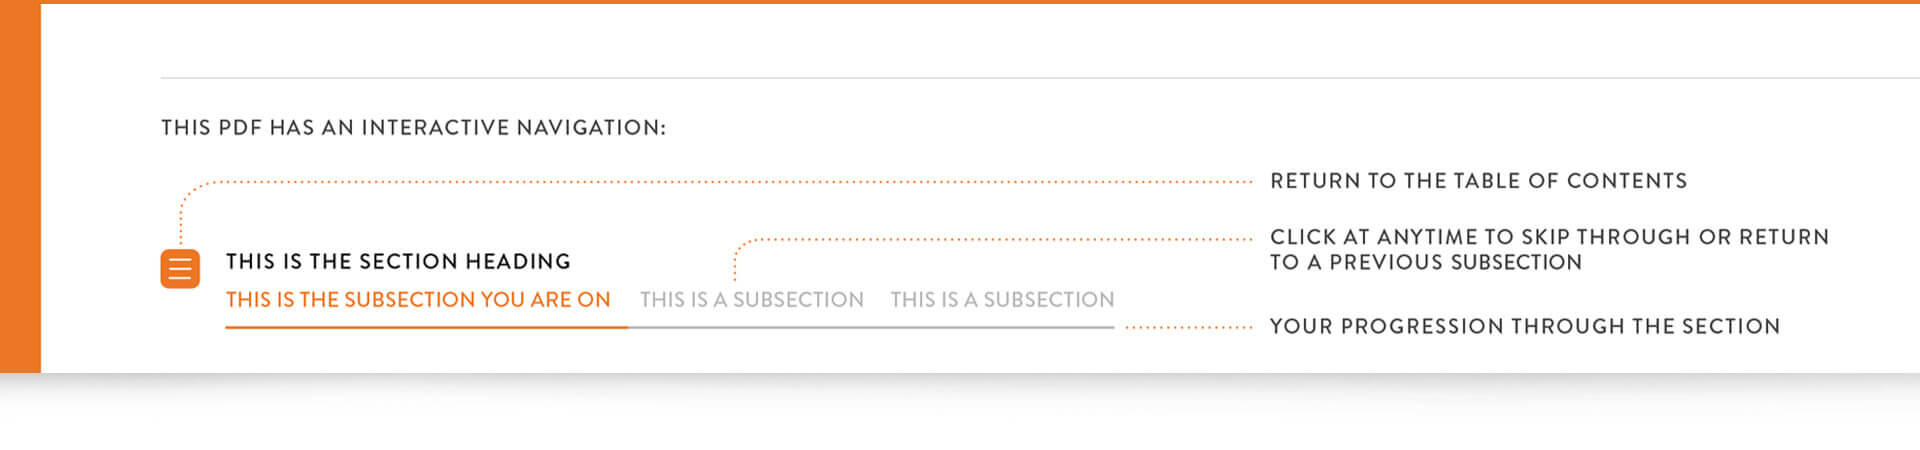 THIS PDF HAS AN INTERACTIVE NAVIGATION:
RETURN TO THE TABLE OF CONTENTS
CLICK AT ANYTIME TO SKIP THROUGH OR RETURN
TO A PREVIOUS SUBSECTION
THIS IS THE SECTION HEADING
THIS IS THE SUBSECTION YOU ARE ON THIS IS A SUBSECTION THIS IS A SUBSECTION
YOUR PROGRESSION THROUGH THE SECTION